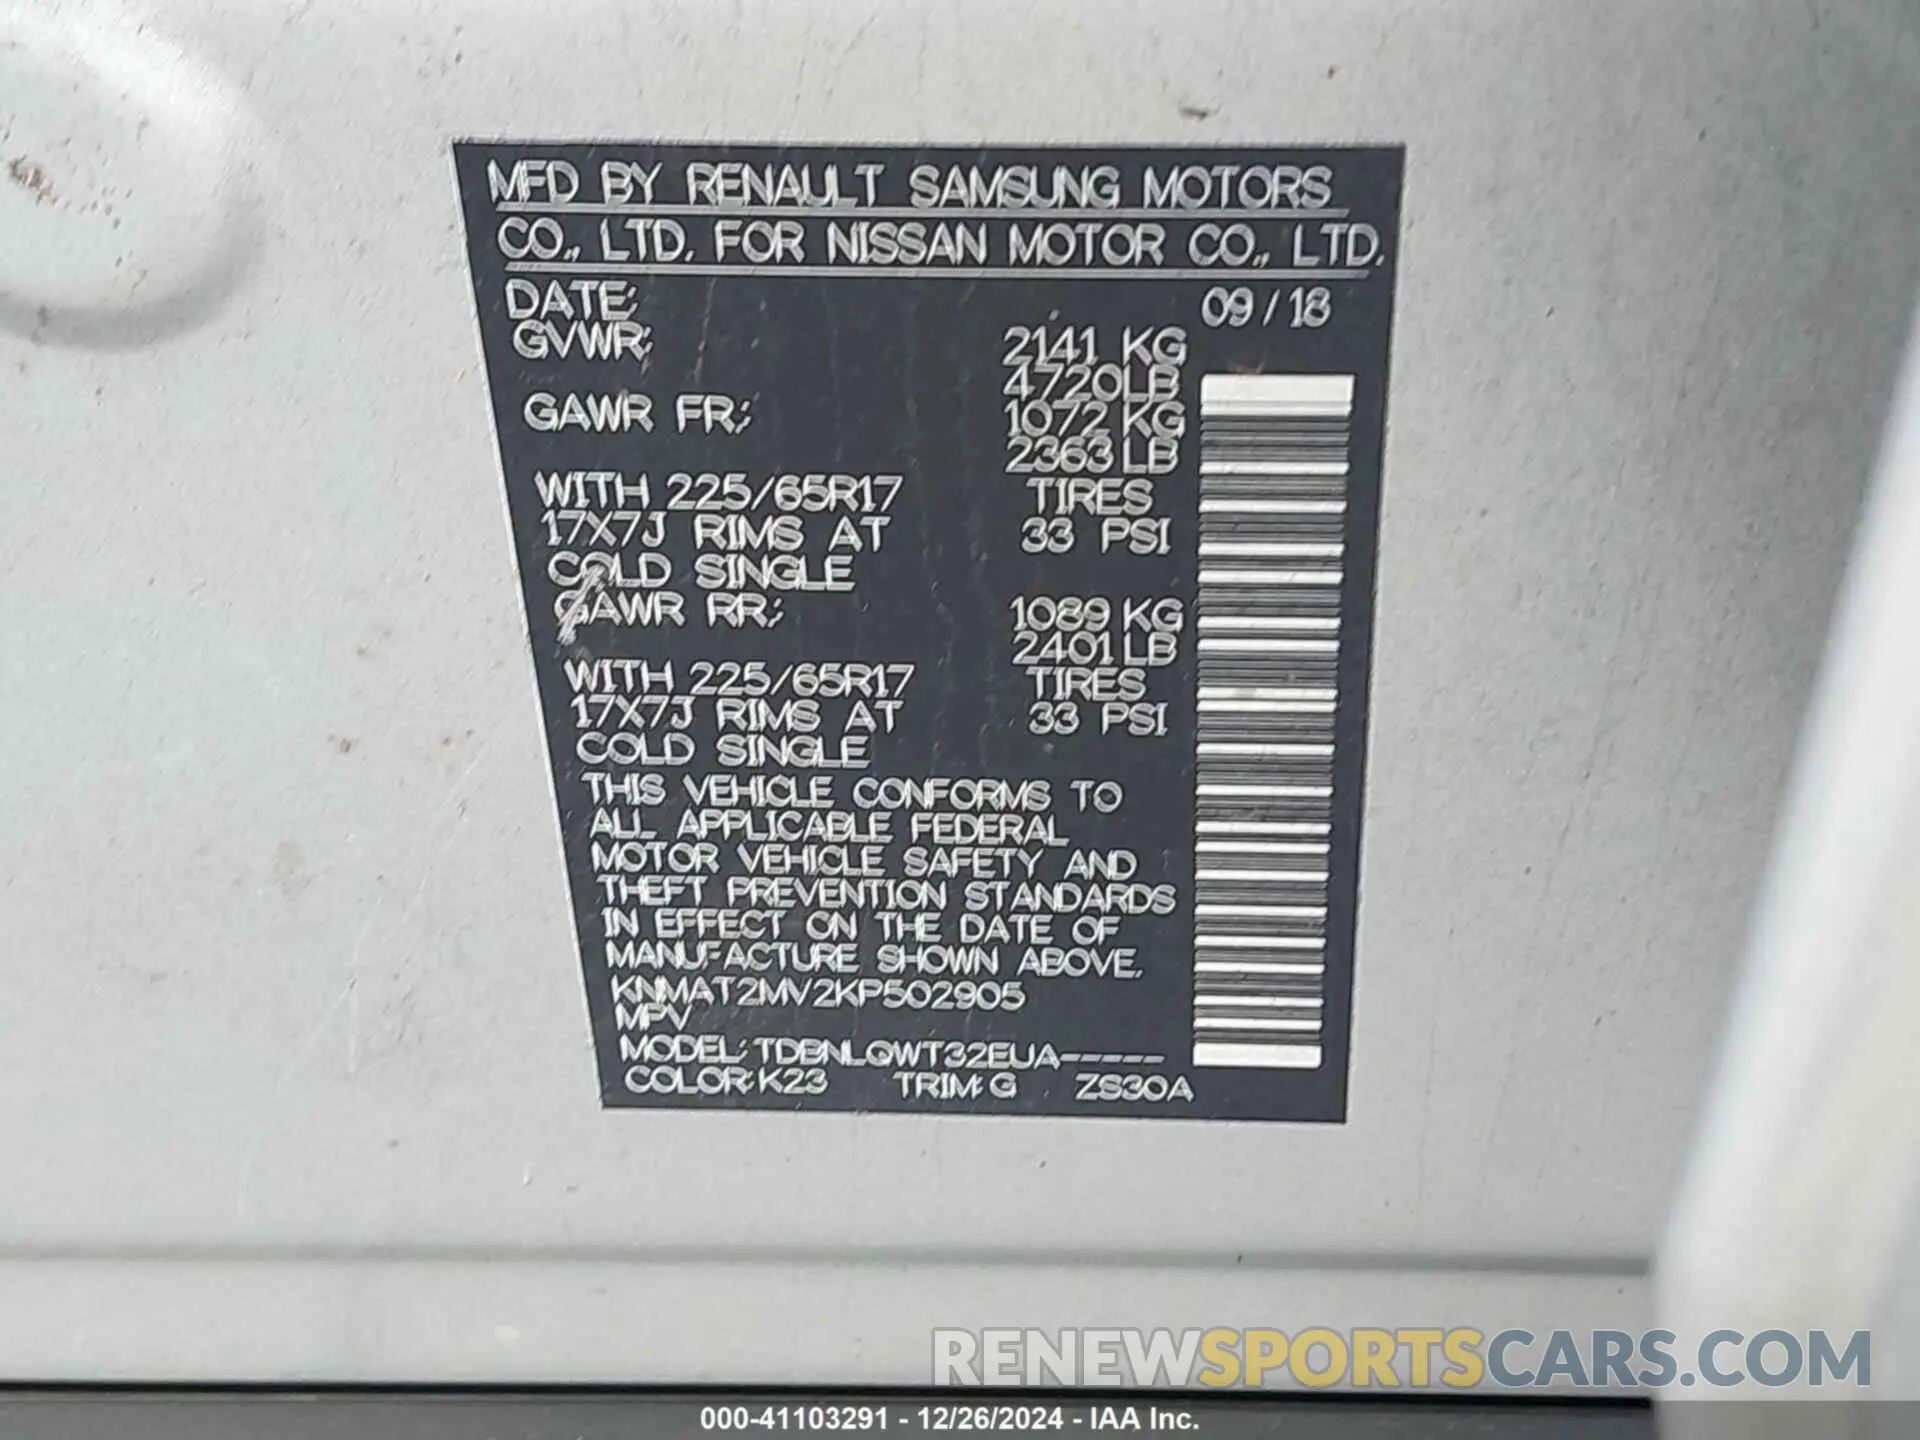 MFD BY RENAULT SAMSUNG MOTORS
CO., LTD. FOR NISSAN MOTOR CO., LTD.
DATE: 09 / 18
GVWR: 2141 KG
4720LB
GAWR FR: 1072 KG
2363 LB
WITH 225/65R17 TIRES
17X7J RIMS AT 33 PSI
COLD SINGLE
GAWR RR: 1089 KG
2401 LB
WITH 225/65R17 TIRES
17X7J RIMS AT 33 PSI
COLD SINGLE
THIS VEHICLE CONFORMS TO
ALL APPLICABLE FEDERAL
MOTOR VEHICLE SAFETY AND
THEFT PREVENTION STANDARDS
IN EFFECT ON THE DATE OF
MANUFACTURE SHOWN ABOVE.
KNMAT2MV2KP502905
MPV
MODEL: TDBNLQWT32EUA-----
COLOR: K23 TRIM: G ZS30A
RENEWSPORTSCARS.COM
000-41103291 - 12/26/2024 - IAA Inc.